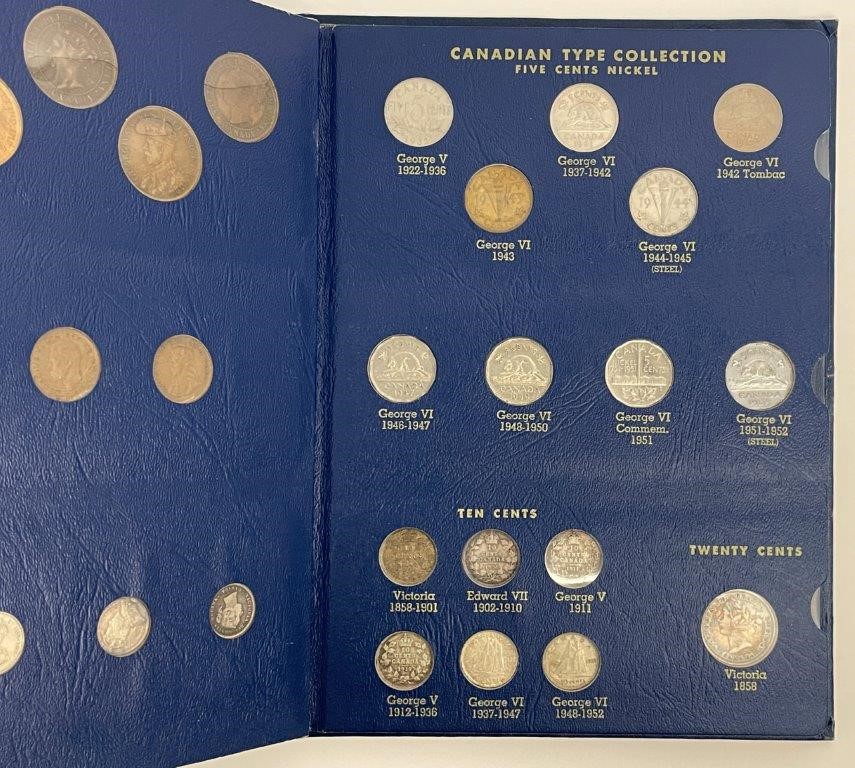 CANADIAN TYPE COLLECTION
FIVE CENTS NICKEL
George V
1922-1936
George VI
1937-1942
George VI
1942 Tombac
George VI
1943
George VI
1944-1945
(STEEL)
George VI
1946-1947
George VI
1948-1950
George VI
Commem.
1951
George VI
1951-1952
(STEEL)
TEN CENTS
Victoria
1858-1901
Edward VII
1902-1910
George V
1911
George V
1912-1936
George VI
1937-1947
George VI
1948-1952
TWENTY CENTS
Victoria
1858